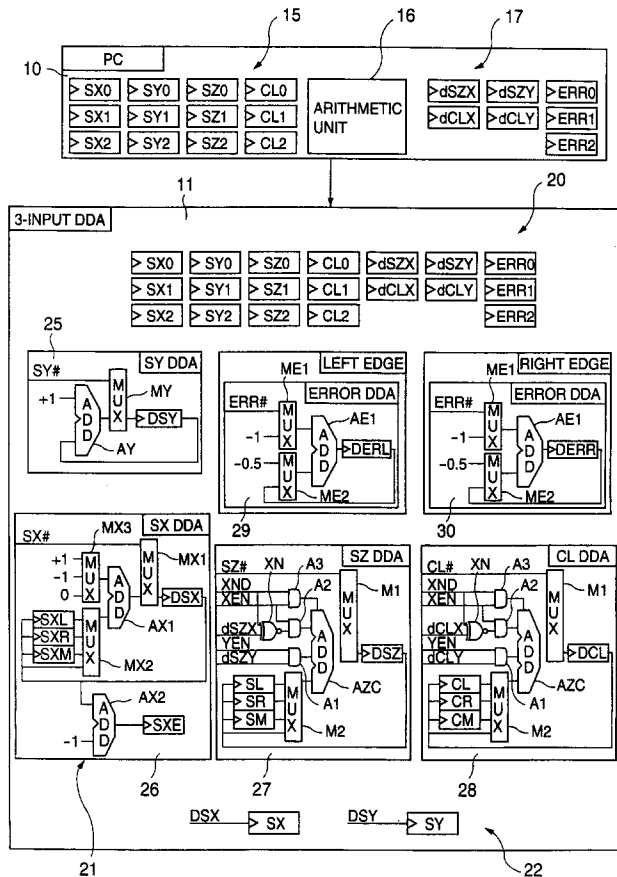 15 16 17
10 PC
SX0 SY0 SZ0 CL0 dSZX dSZY ERR0
SX1 SY1 SZ1 CL1 ARITHMETIC UNIT dCLX dCLY ERR1
SX2 SY2 SZ2 CL2 ERR2
11 20
3-INPUT DDA
SX0 SY0 SZ0 CL0 dSZX dSZY ERR0
SX1 SY1 SZ1 CL1 dCLX dCLY ERR1
SX2 SY2 SZ2 CL2 ERR2
25
SY DDA
SY#
+1
ADD
MUX
MY
DSY
AY
LEFT EDGE
ME1
ERROR DDA
ERR#
MUX
AE1
-1
ADD
-0.5
MUX
DERL
ME2
29
RIGHT EDGE
ME1
ERROR DDA
ERR#
MUX
AE1
-1
ADD
-0.5
MUX
DERR
ME2
30
SX DDA
SX#
MX3
MX1
+1
-1
0
MUX
ADD
MUX
DSX
SXL
SXR
SXM
MUX
AX1
MX2
AX2
ADD
-1
SXE
26
21
SZ DDA
SZ#
XN
A3
XND
XEN
A2
M1
MUX
dSZX
YEN
dSZY
ADD
DSZ
A1
AZC
SL
SR
SM
MUX
M2
27
CL DDA
CL#
XN
A3
XND
XEN
A2
M1
MUX
dCLX
YEN
dCLY
ADD
DCL
A1
AZC
CL
CR
CM
MUX
M2
28
DSX SX DSY SY
22